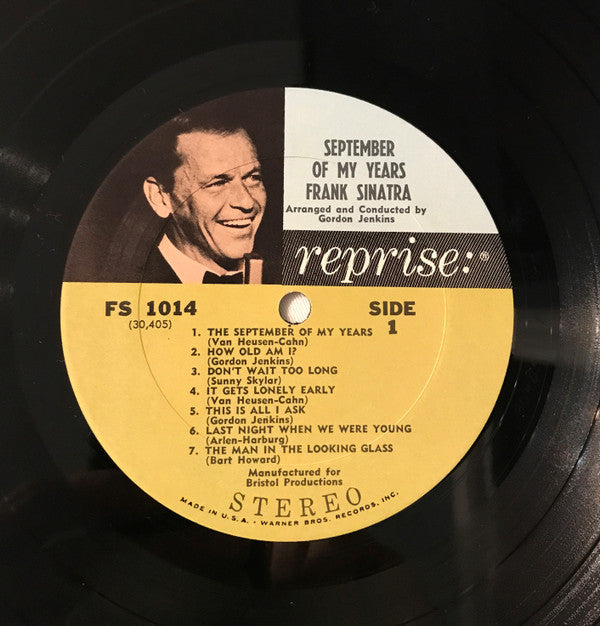 SEPTEMBER
OF MY YEARS
FRANK SINATRA
Arranged and Conducted by
Gordon Jenkins
reprise:®
FS 1014
(30,405)
SIDE
1
1. THE SEPTEMBER OF MY YEARS
(Van Heusen-Cahn)
2. HOW OLD AM I?
(Gordon Jenkins)
3. DON'T WAIT TOO LONG
(Sunny Skylar)
4. IT GETS LONELY EARLY
(Van Heusen-Cahn)
5. THIS IS ALL I ASK
(Gordon Jenkins)
6. LAST NIGHT WHEN WE WERE YOUNG
(Arlen-Harburg)
7. THE MAN IN THE LOOKING GLASS
(Bart Howard)
Manufactured for
Bristol Productions
STEREO
MADE IN U.S.A. • WARNER BROS. RECORDS, INC.